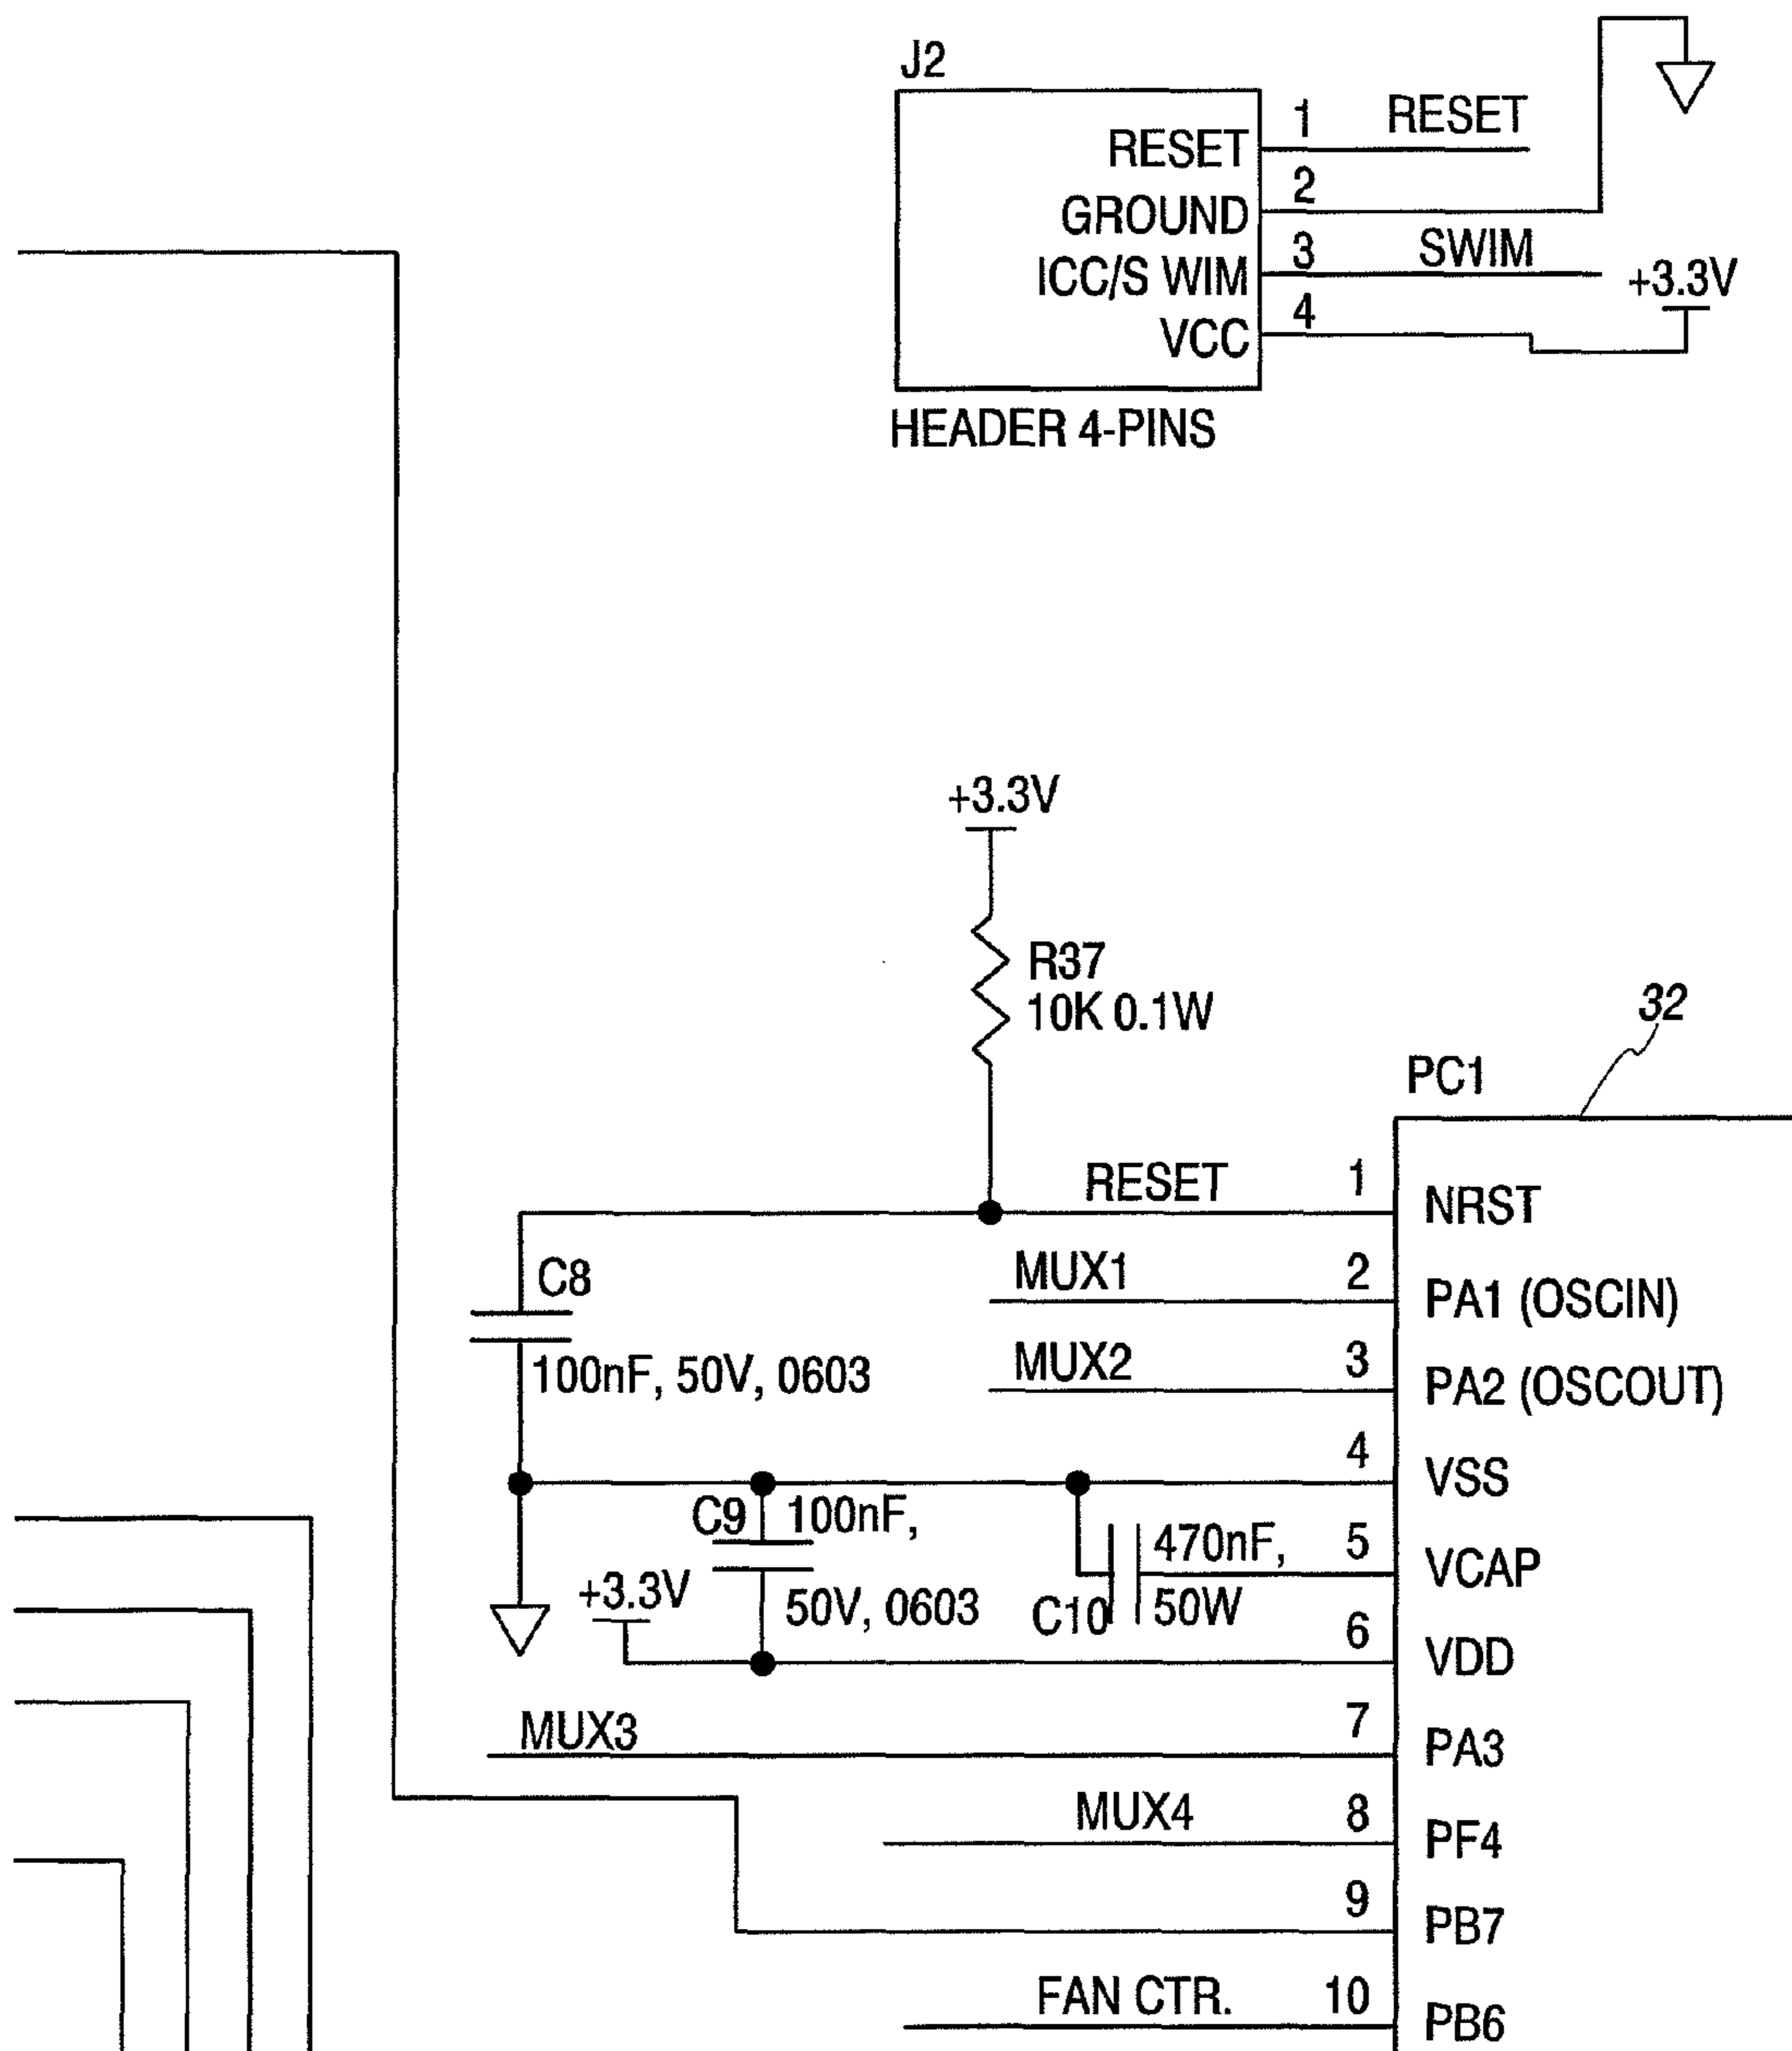 J2
1 RESET
RESET
2
GROUND
3 SWIM
ICC/S WIM
+3.3V
4
VCC
HEADER 4-PINS
+3.3V
R37
10K 0.1W
32
PC1
RESET 1
NRST
C8
MUX1 2
PA1 (OSCIN)
100nF, 50V, 0603
MUX2 3
PA2 (OSCOUT)
4
VSS
C9 100nF,
470nF, 5
VCAP
+3.3V
50V, 0603
C10 50W
6
VDD
MUX3 7
PA3
MUX4 8
PF4
9
PB7
FAN CTR. 10
PB6